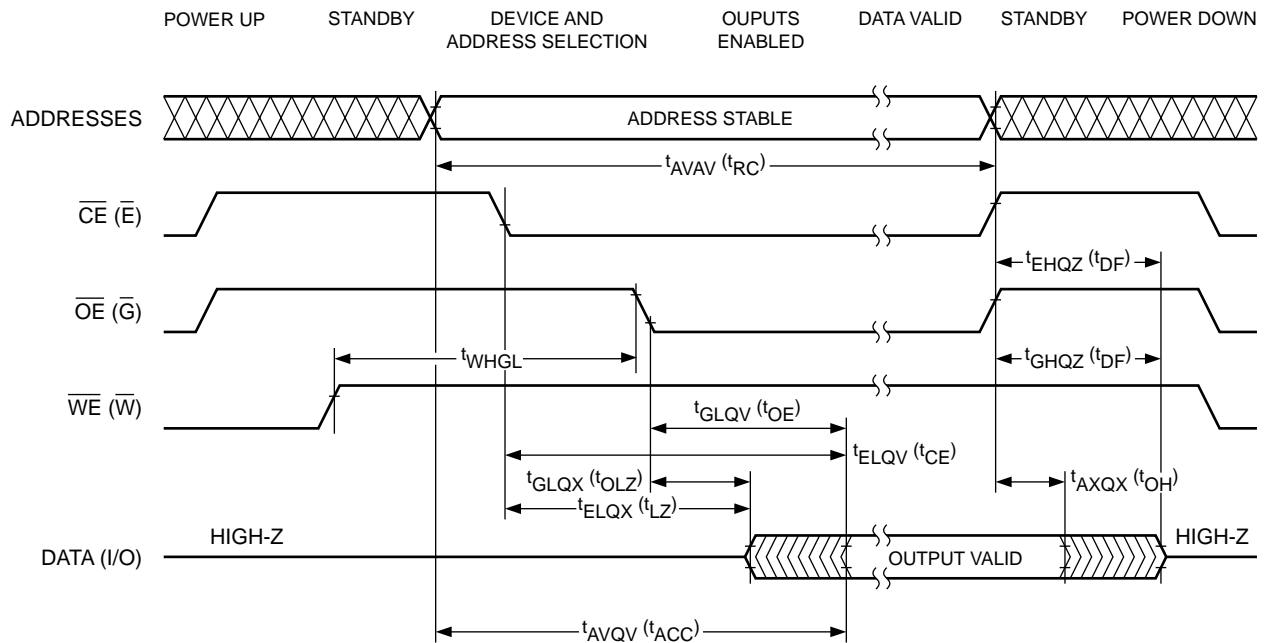 POWER UP
STANDBY
DEVICE AND
ADDRESS SELECTION
OUPUTS
ENABLED
DATA VALID
STANDBY
POWER DOWN
ADDRESSES
ADDRESS STABLE
tAVAV (tRC)
CE (E)
tEHQZ (tDF)
OE (G)
tWHGL
tGHQZ (tDF)
WE (W)
tGLQV (tOE)
tELQV (tCE)
tGLQX (tOLZ)
tAXQX (tOH)
tELQX (tLZ)
HIGH-Z
HIGH-Z
DATA (I/O)
OUTPUT VALID
tAVQV (tACC)